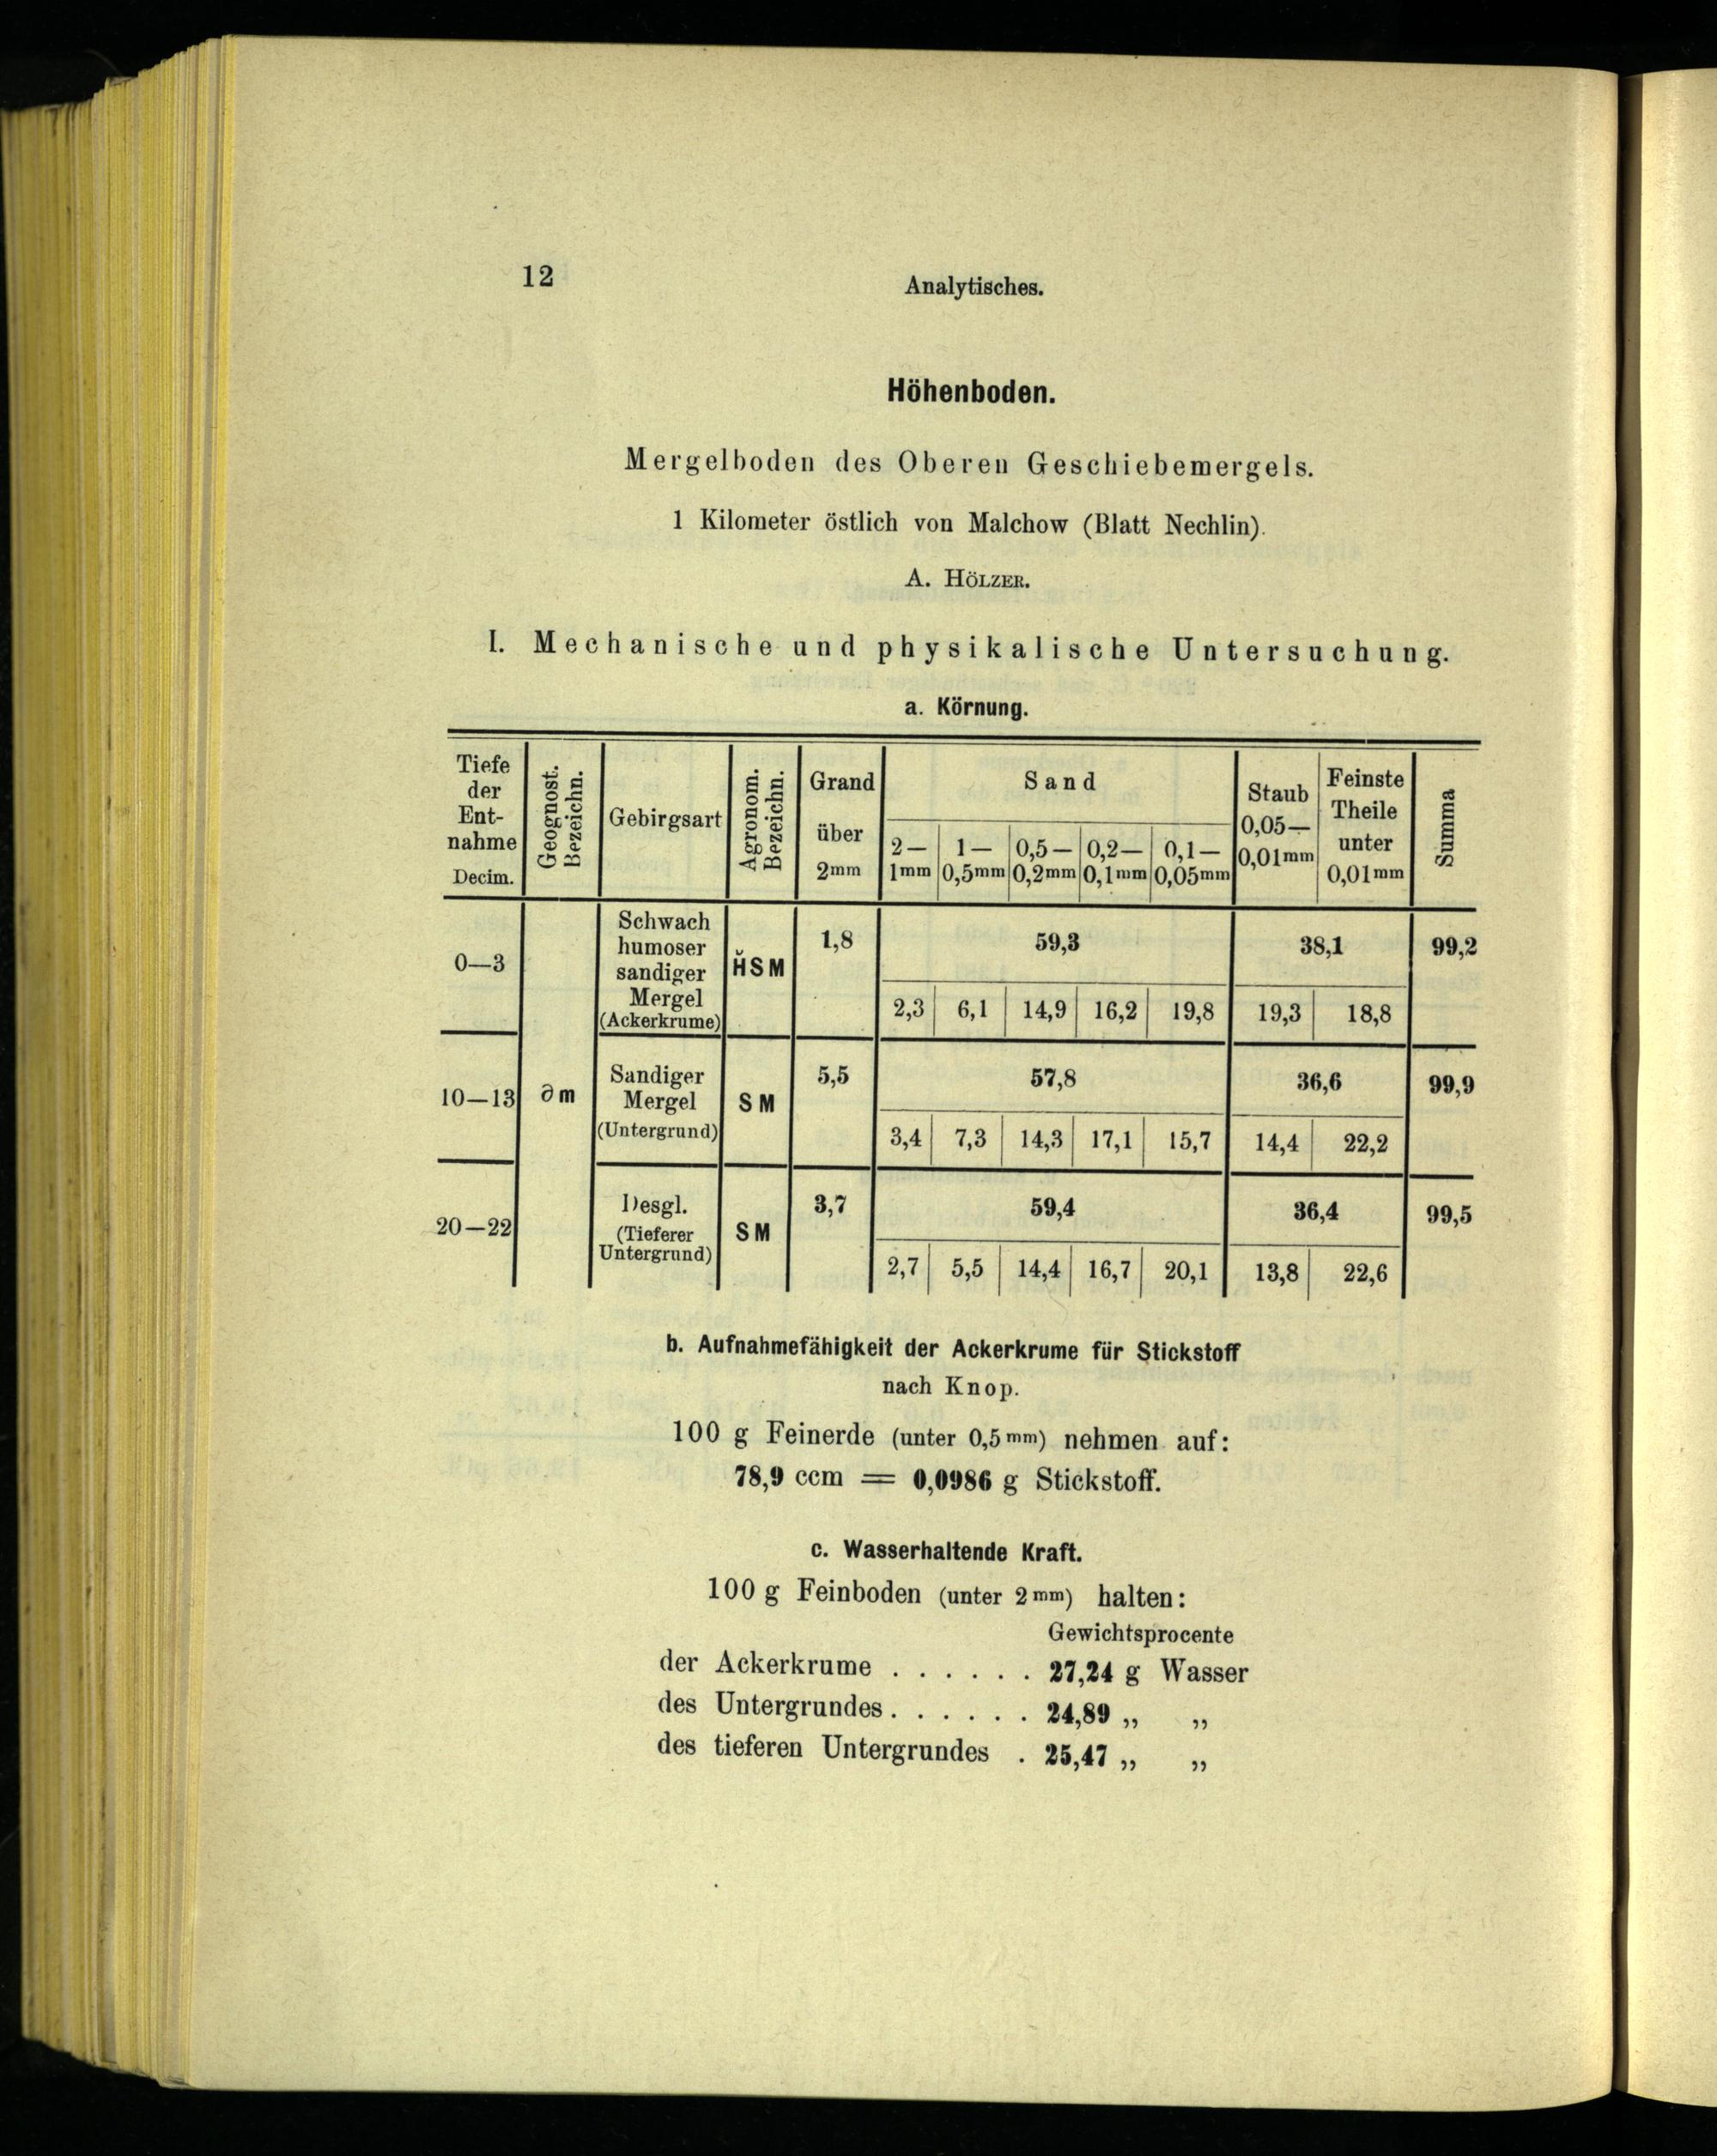 12
Analytisches.
Höhenboden.
Mergelboden des Oberen Geschiebemergels.
1 Kilometer östlich von Malchow (Blatt Nechlin).
A. HÖLZER.
I. Mechanische und physikalische Untersuchung.
a. Körnung.
Tiefe der Ent- nahme Decim. | Geognost. Bezeichn. | Gebirgsart | Agronom. Bezeichn. | Grand über 2mm | Sand | Staub 0,05— 0,01mm | Feinste Theile unter 0,01mm | Summa
2— 1mm | 1— 0,5mm | 0,5— 0,2mm | 0,2— 0,1mm | 0,1— 0,05mm
0—3 | Schwach humoser sandiger Mergel (Ackerkrume) | H̆SM | 1,8 | 59,3 | 38,1 | 99,2
2,3 | 6,1 | 14,9 | 16,2 | 19,8 | 19,3 | 18,8
10—13 | ∂m | Sandiger Mergel (Untergrund) | SM | 5,5 | 57,8 | 36,6 | 99,9
3,4 | 7,3 | 14,3 | 17,1 | 15,7 | 14,4 | 22,2
20—22 | Desgl. (Tieferer Untergrund) | SM | 3,7 | 59,4 | 36,4 | 99,5
2,7 | 5,5 | 14,4 | 16,7 | 20,1 | 13,8 | 22,6
b. Aufnahmefähigkeit der Ackerkrume für Stickstoff
nach Knop.
100 g Feinerde (unter 0,5mm) nehmen auf:
78,9 ccm = 0,0986 g Stickstoff.
c. Wasserhaltende Kraft.
100 g Feinboden (unter 2mm) halten:
Gewichtsprocente
der Ackerkrume . . . . . . 27,24 g Wasser
des Untergrundes . . . . . . 24,89 „ „
des tieferen Untergrundes . 25,47 „ „